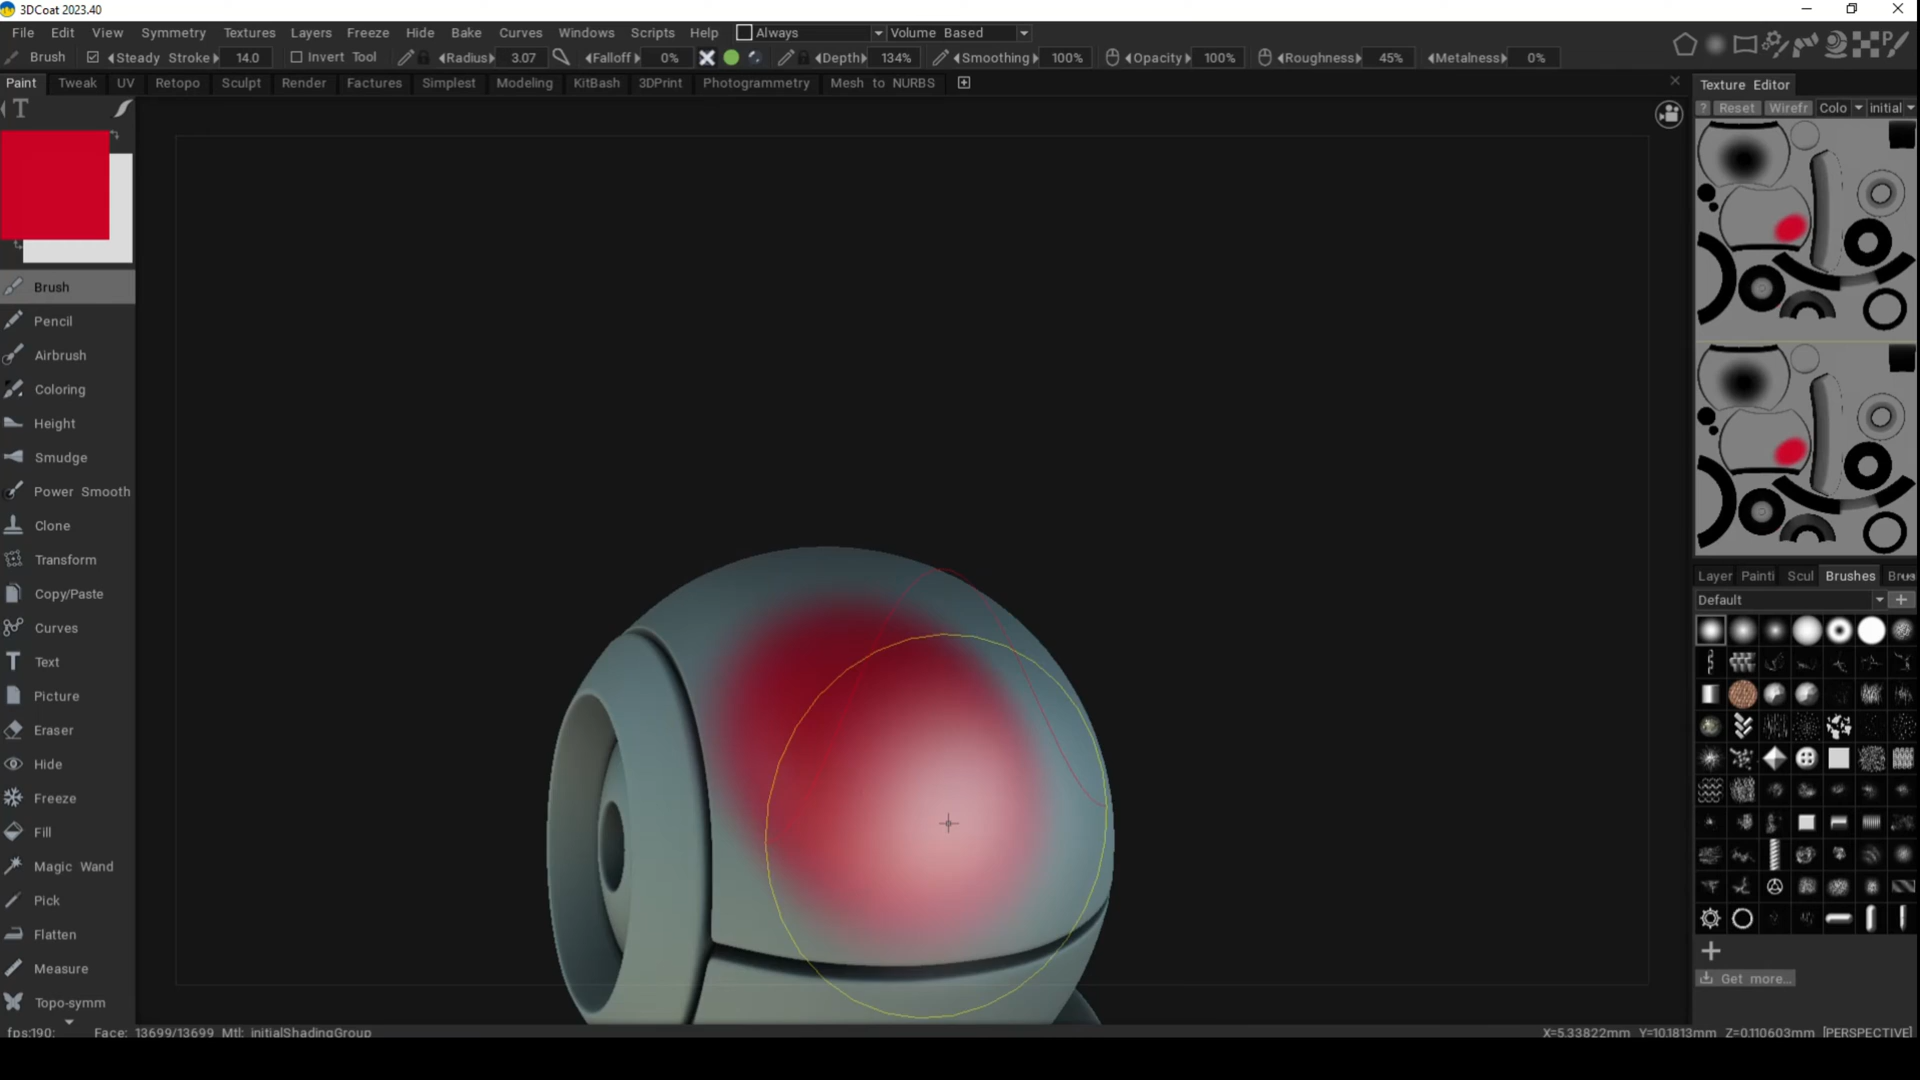 3DCoat 2023.40
File Edit View Symmetry Textures Layers Freeze Hide Bake Curves Windows Scripts Help Always Volume Based
Brush Steady Stroke 14.0 Invert Tool Radius 3.07 Falloff 0% Depth 134% Smoothing 100% Opacity 100% Roughness 45% Metalness 0%
Paint Tweak UV Retopo Sculpt Render Factures Simplest Modeling KitBash 3DPrint Photogrammetry Mesh to NURBS
Texture Editor
? Reset Wirefr Colo initial
T
Brush
Pencil
Airbrush
Coloring
Height
Smudge
Power Smooth
Clone
Transform
Copy/Paste
Curves
Text
Picture
Eraser
Hide
Freeze
Fill
Magic Wand
Pick
Flatten
Measure
Topo-symm
Layer Painti Scul Brushes
Default
Get more...
fps:190; Face: 13699/13699 Mtl: initialShadingGroup
X=5.33822mm Y=10.1813mm Z=0.110603mm [PERSPECTIVE]